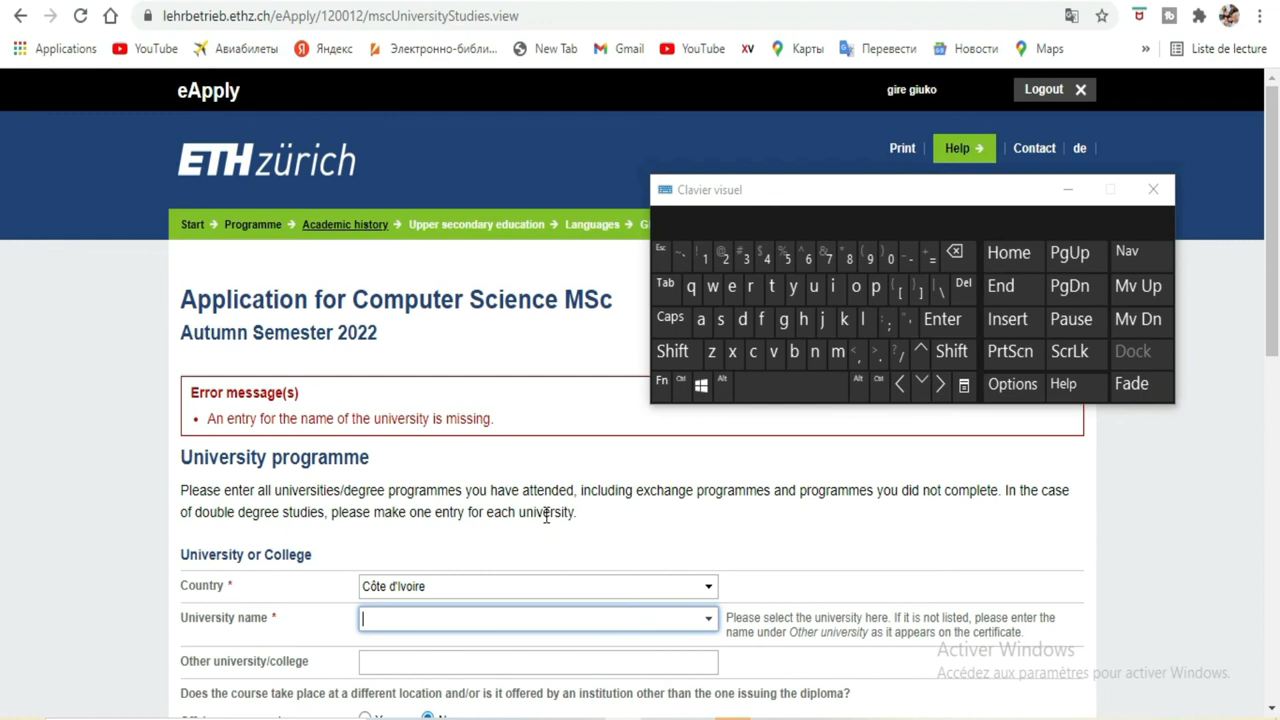 lehrbetrieb.ethz.ch/eApply/120012/mscUniversityStudies.view
Applications YouTube Авиабилеты Яндекс Электронно-библи... New Tab Gmail YouTube XV Карты Перевести Новости Maps » Liste de lecture
eApply gire giuko Logout X
ETH zürich Print Help → Contact de
Clavier visuel
Start → Programme → Academic history → Upper secondary education → Languages → G
Esc ~ ` ! 1 @ 2 # 3 $ 4 % 5 ^ 6 & 7 * 8 ( 9 ) 0 _ - + = Home PgUp Nav
Tab q w e r t y u i o p { [ } ] | \ Del End PgDn Mv Up
Caps a s d f g h j k l : ; " ' Enter Insert Pause Mv Dn
Shift z x c v b n m < , > . ? / Shift PrtScn ScrLk Dock
Fn Ctrl Alt Alt Ctrl Options Help Fade
Application for Computer Science MSc
Autumn Semester 2022
Error message(s)
• An entry for the name of the university is missing.
University programme
Please enter all universities/degree programmes you have attended, including exchange programmes and programmes you did not complete. In the case
of double degree studies, please make one entry for each university.
University or College
Country * Côte d'Ivoire
University name * Please select the university here. If it is not listed, please enter the
name under Other university as it appears on the certificate.
Other university/college
Activer Windows
Accédez aux paramètres pour activer Windows.
Does the course take place at a different location and/or is it offered by an institution other than the one issuing the diploma?